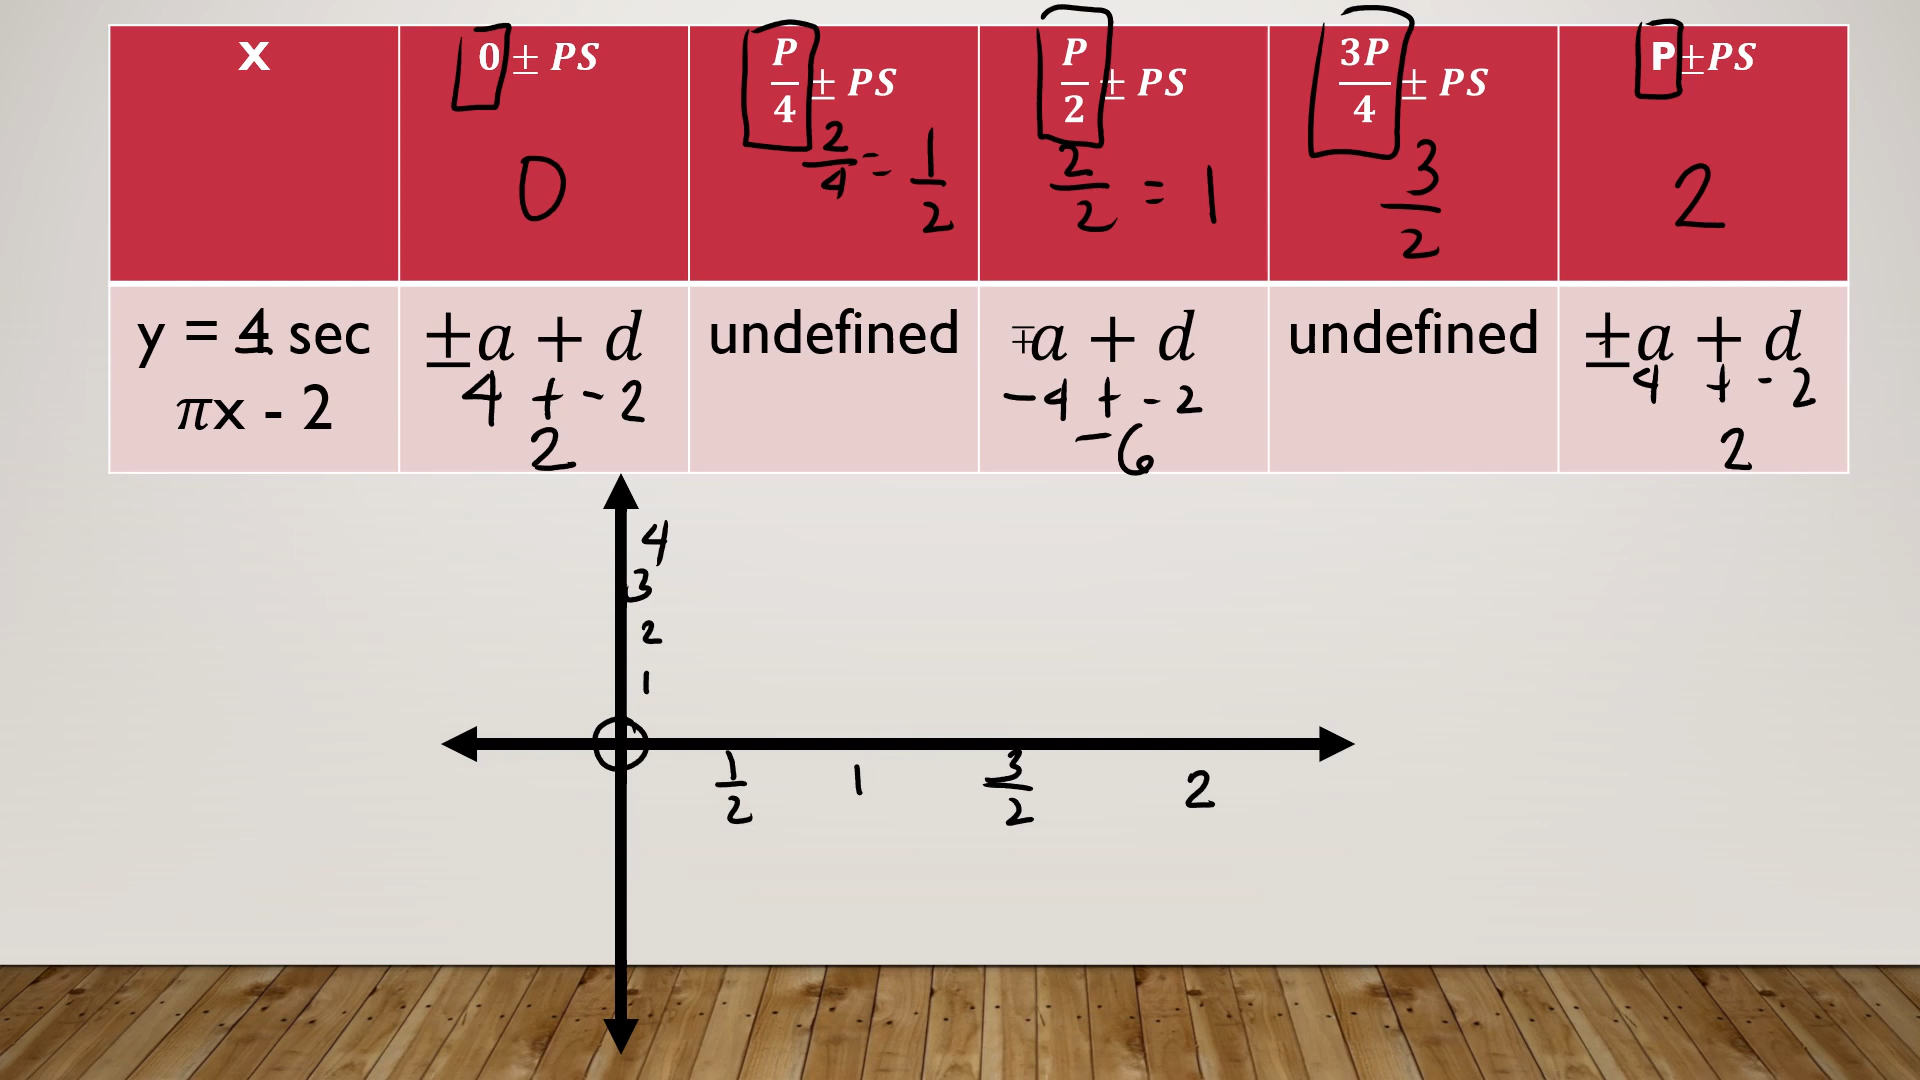 x
0 ± PS
P/4 ± PS
P/2 ± PS
3P/4 ± PS
P±PS
0
2/4 = 1/2
2/2 = 1
3/2
2
y = 4 sec
πx - 2
±a + d
4 + -2
2
undefined
∓a + d
-4 + -2
-6
undefined
±a + d
4 + -2
2
4
3
2
1
1/2
1
3/2
2